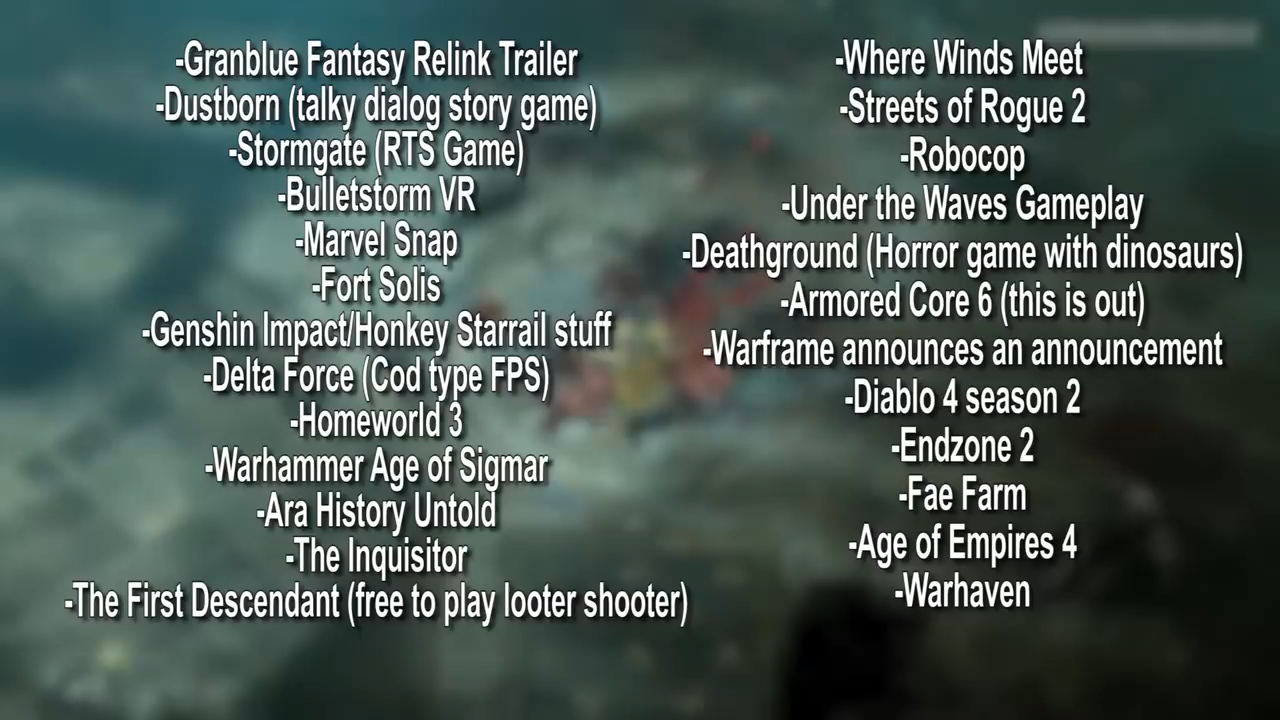 -Granblue Fantasy Relink Trailer
-Dustborn (talky dialog story game)
-Stormgate (RTS Game)
-Bulletstorm VR
-Marvel Snap
-Fort Solis
-Genshin Impact/Honkey Starrail stuff
-Delta Force (Cod type FPS)
-Homeworld 3
-Warhammer Age of Sigmar
-Ara History Untold
-The Inquisitor
-The First Descendant (free to play looter shooter)
-Where Winds Meet
-Streets of Rogue 2
-Robocop
-Under the Waves Gameplay
-Deathground (Horror game with dinosaurs)
-Armored Core 6 (this is out)
-Warframe announces an announcement
-Diablo 4 season 2
-Endzone 2
-Fae Farm
-Age of Empires 4
-Warhaven